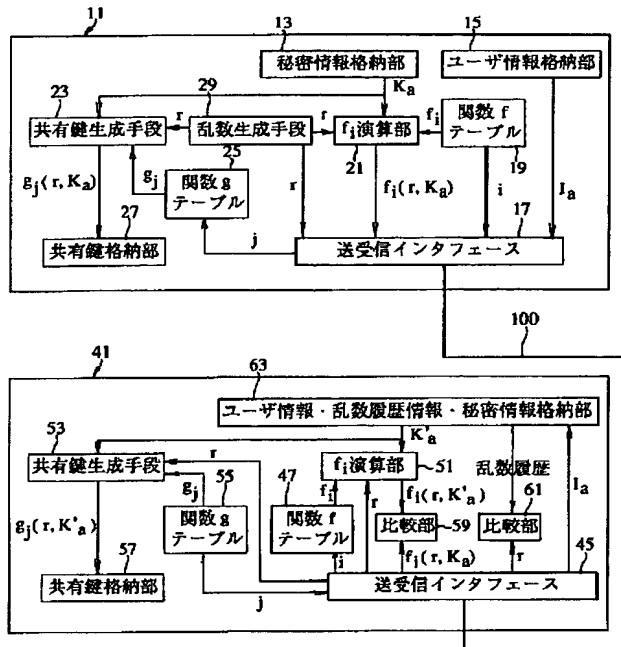 11
13
秘密情報格納部
15
ユーザ情報格納部
Ka
23
共有鍵生成手段
r
29
乱数生成手段
r
fi演算部
21
fi
関数f
テーブル
19
gj(r, Ka)
gj
25
関数g
テーブル
r
fi(r, Ka)
i
Ia
27
共有鍵格納部
j
17
送受信インタフェース
100
41
63
ユーザ情報・乱数履歴情報・秘密情報格納部
K'a
53
共有鍵生成手段
r
fi演算部
51
乱数履歴
Ia
gj
55
47
fi
r
fi(r, K'a)
61
gj(r, K'a)
関数g
テーブル
関数f
テーブル
比較部
59
比較部
57
共有鍵格納部
i
fi(r, Ka)
r
45
j
送受信インタフェース